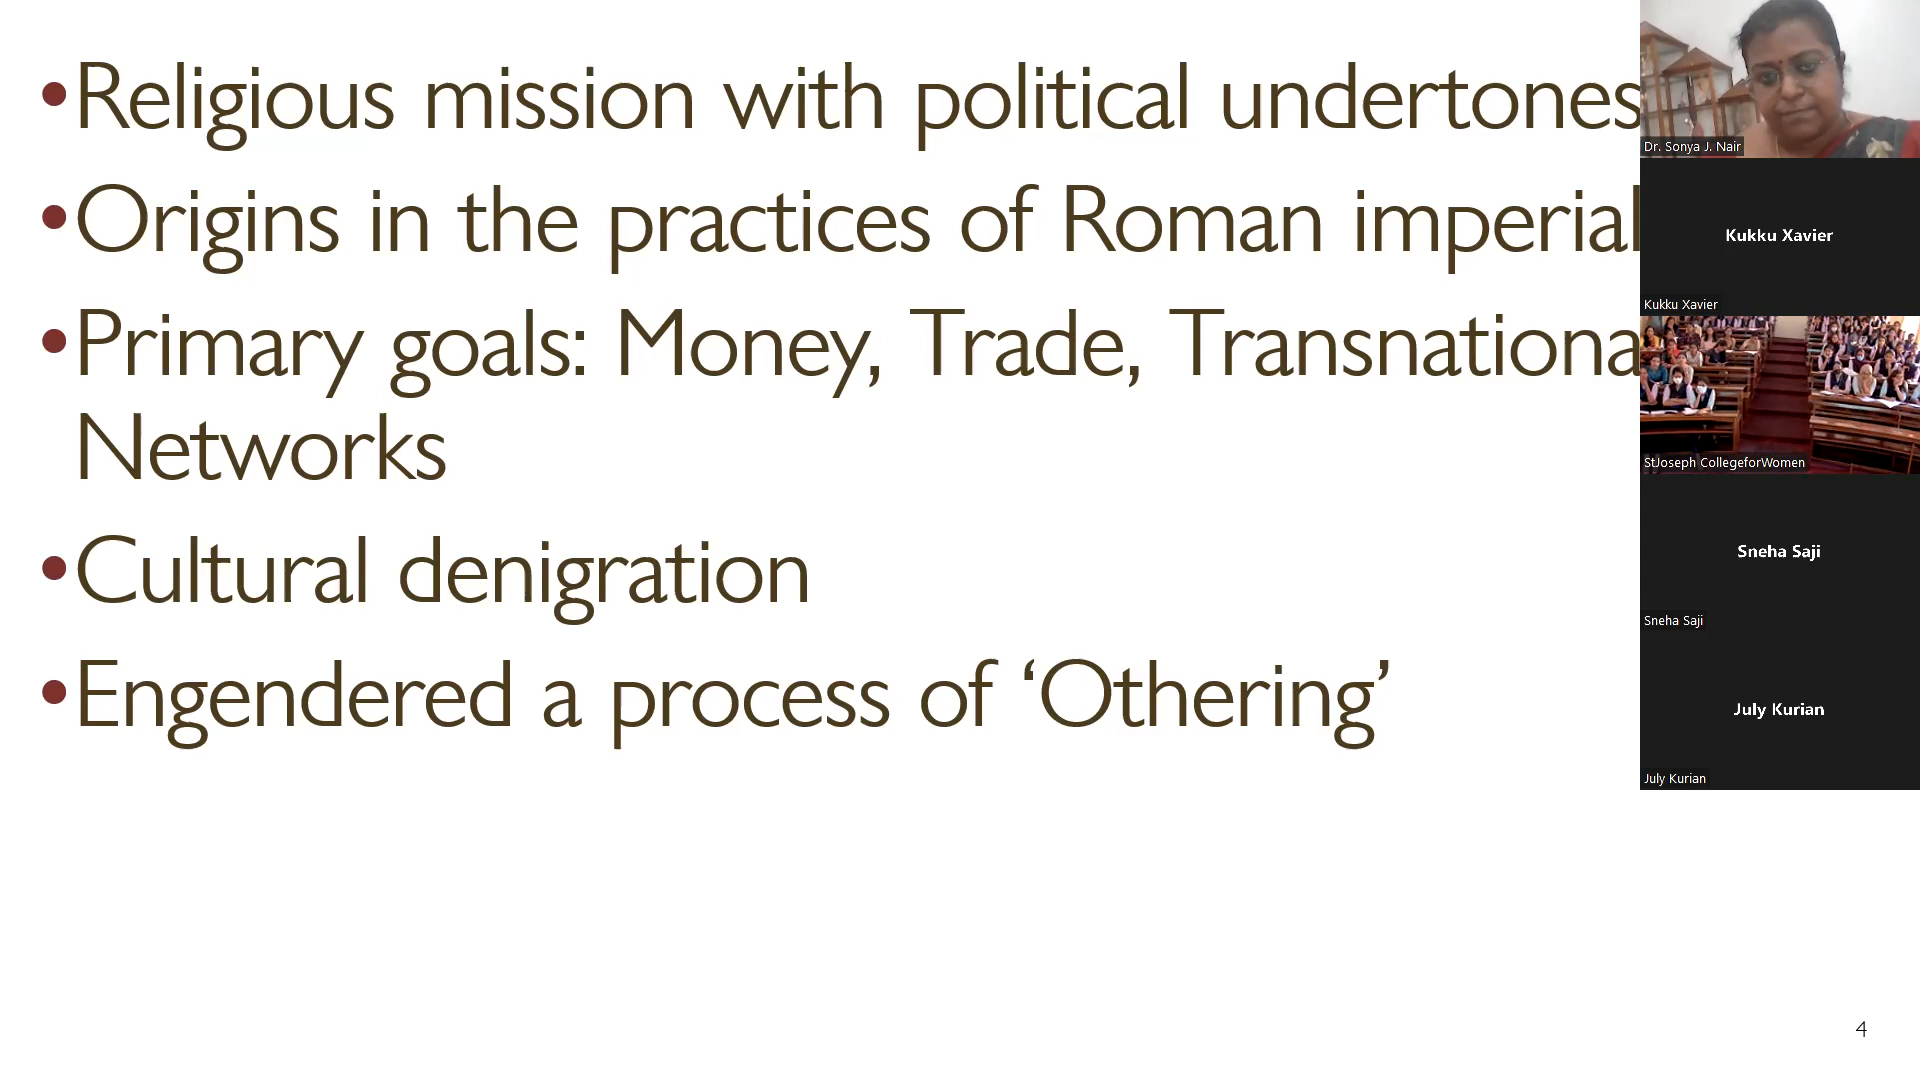 •Religious mission with political undertones
•Origins in the practices of Roman imperial
•Primary goals: Money, Trade, Transnationa
Networks
•Cultural denigration
•Engendered a process of ‘Othering’
Dr. Sonya J. Nair
Kukku Xavier
Kukku Xavier
StJoseph CollegeforWomen
Sneha Saji
Sneha Saji
July Kurian
July Kurian
4